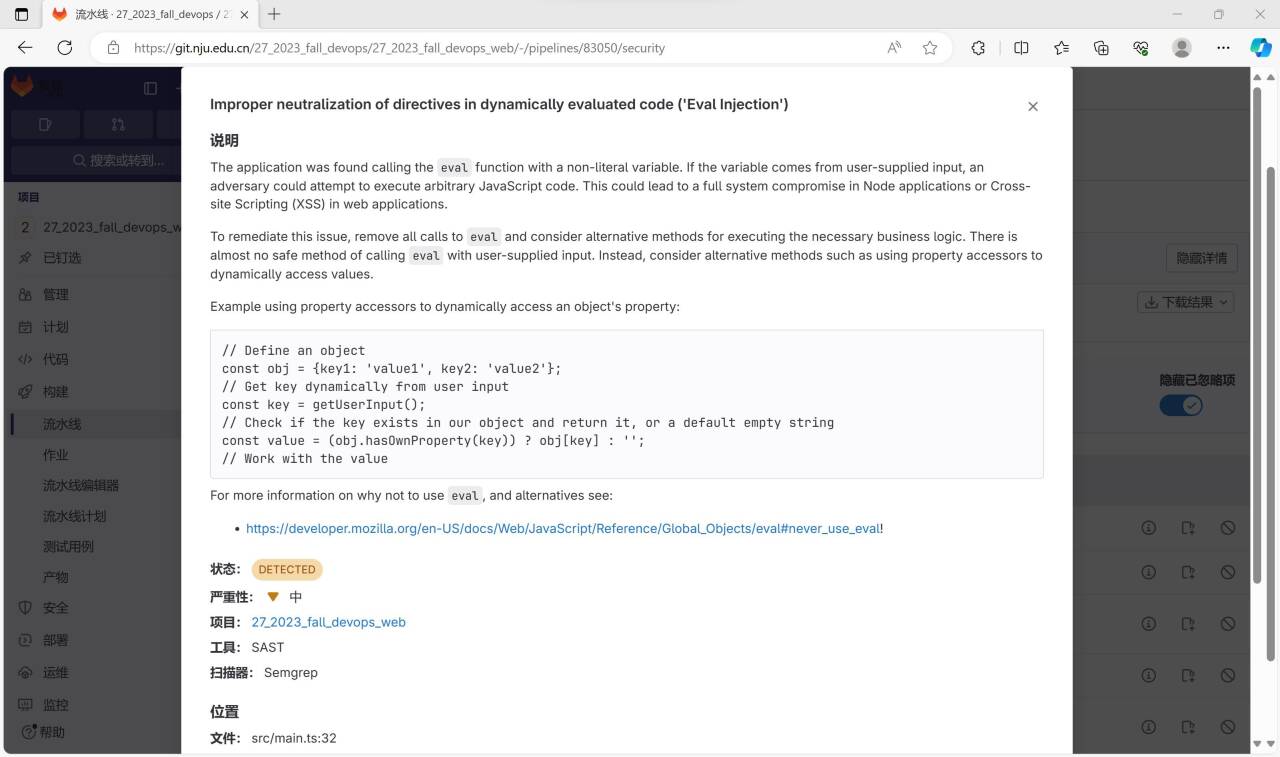 流水线 · 27_2023_fall_devops / 2
https://git.nju.edu.cn/27_2023_fall_devops/27_2023_fall_devops_web/-/pipelines/83050/security
搜索或转到...
项目
2 27_2023_fall_devops_w
已钉选
管理
计划
代码
构建
流水线
作业
流水线编辑器
流水线计划
测试用例
产物
安全
部署
运维
监控
帮助
Improper neutralization of directives in dynamically evaluated code ('Eval Injection')
说明
The application was found calling the eval function with a non-literal variable. If the variable comes from user-supplied input, an
adversary could attempt to execute arbitrary JavaScript code. This could lead to a full system compromise in Node applications or Cross-
site Scripting (XSS) in web applications.
To remediate this issue, remove all calls to eval and consider alternative methods for executing the necessary business logic. There is
almost no safe method of calling eval with user-supplied input. Instead, consider alternative methods such as using property accessors to
dynamically access values.
Example using property accessors to dynamically access an object's property:
// Define an object
const obj = {key1: 'value1', key2: 'value2'};
// Get key dynamically from user input
const key = getUserInput();
// Check if the key exists in our object and return it, or a default empty string
const value = (obj.hasOwnProperty(key)) ? obj[key] : '';
// Work with the value
For more information on why not to use eval, and alternatives see:
• https://developer.mozilla.org/en-US/docs/Web/JavaScript/Reference/Global_Objects/eval#never_use_eval!
状态： DETECTED
严重性： 中
项目： 27_2023_fall_devops_web
工具： SAST
扫描器： Semgrep
位置
文件： src/main.ts:32
隐藏详情
下载结果
隐藏已忽略项